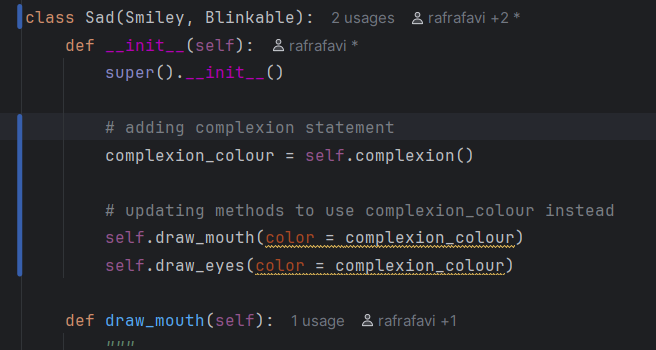 class Sad(Smiley, Blinkable): 2 usages rafrafavi +2 *
def __init__(self): rafrafavi *
super().__init__()
# adding complexion statement
complexion_colour = self.complexion()
# updating methods to use complexion_colour instead
self.draw_mouth(color = complexion_colour)
self.draw_eyes(color = complexion_colour)
def draw_mouth(self): 1 usage rafrafavi +1
"""